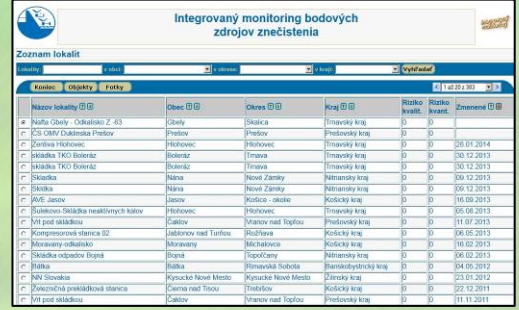 Integrovaný monitoring bodových
zdrojov znečistenia
Zoznam lokalít
Lokality: v obci: v okrese: v kraji: Vyhľadať
Koniec Objekty Fotky 1 až 20 z 303
Názov lokality Obec Okres Kraj Riziko kvalit. Riziko kvant. Zmenené
Nafta Gbely - Odkalisko Z -63 Gbely Skalica Trnavský kraj 0 0
ČS OMV Duklianska Prešov Prešov Prešov Prešovský kraj 0 0
Zentiva Hlohovec Hlohovec Hlohovec Trnavský kraj 0 0 26.01.2014
skládka TKO Boleráz Boleráz Trnava Trnavský kraj 0 0 30.12.2013
skládka TKO Boleráz Boleráz Trnava Trnavský kraj 0 0 30.12.2013
Skladka Nána Nové Zámky Nitriansky kraj 0 0 09.12.2013
Skládka Nána Nové Zámky Nitriansky kraj 0 0 09.12.2013
AVE Jasov Jasov Košice - okolie Košický kraj 0 0 16.09.2013
Šulekovo-Skládka neaktívnych kalov Hlohovec Hlohovec Trnavský kraj 0 0 05.08.2013
Vrt pod skládkou Čaklov Vranov nad Topľou Prešovský kraj 0 0 11.07.2013
Kompresorová stanica 02 Jablonov nad Turňou Rožňava Košický kraj 0 0 06.05.2013
Moravany-odkalisko Moravany Michalovce Košický kraj 0 0 16.02.2013
Skládka odpadov Bojná Bojná Topoľčany Nitriansky kraj 0 0 06.02.2013
Bátka Bátka Rimavská Sobota Banskobystrický kraj 0 0 04.05.2012
NN Slovakia Kysucké Nové Mesto Kysucké Nové Mesto Žilinský kraj 0 0 23.01.2012
Železničná prekládková stanica Čierna nad Tisou Trebišov Košický kraj 0 0 22.12.2011
Vrt pod skládkou Čaklov Vranov nad Topľou Prešovský kraj 0 0 11.11.2011